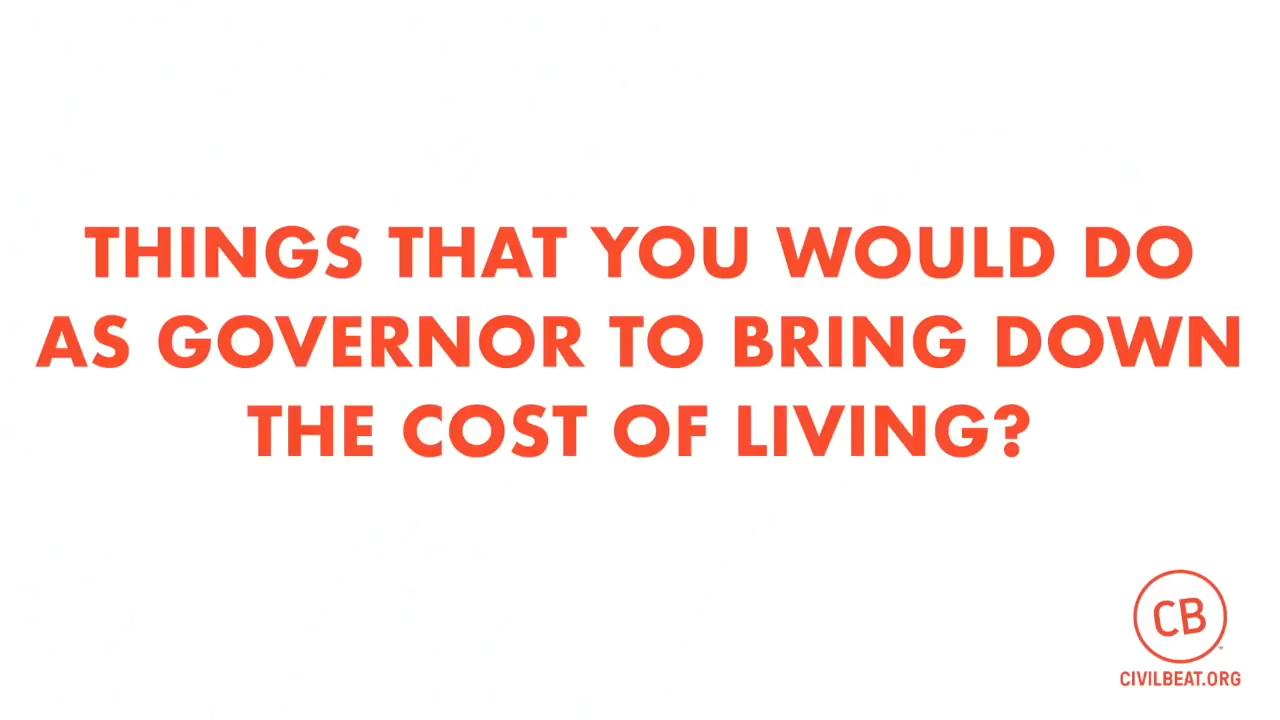 THINGS THAT YOU WOULD DO
AS GOVERNOR TO BRING DOWN
THE COST OF LIVING?
CB
CIVILBEAT.ORG